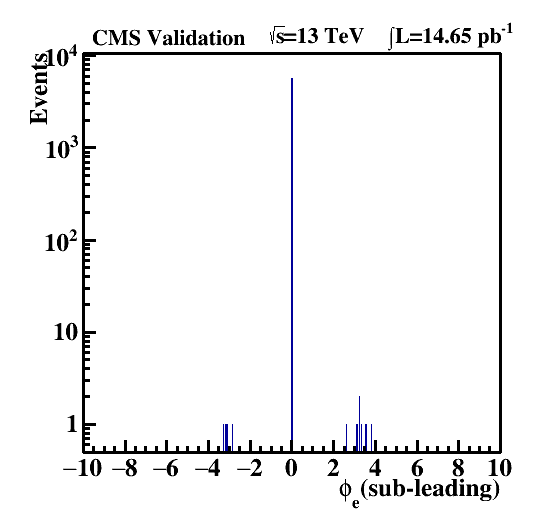 CMS Validation √s=13 TeV ∫L=14.65 pb⁻¹
Events
10⁴
10³
10²
10
1
−10 −8 −6 −4 −2 0 2 4 6 8 10
ϕₑ(sub-leading)